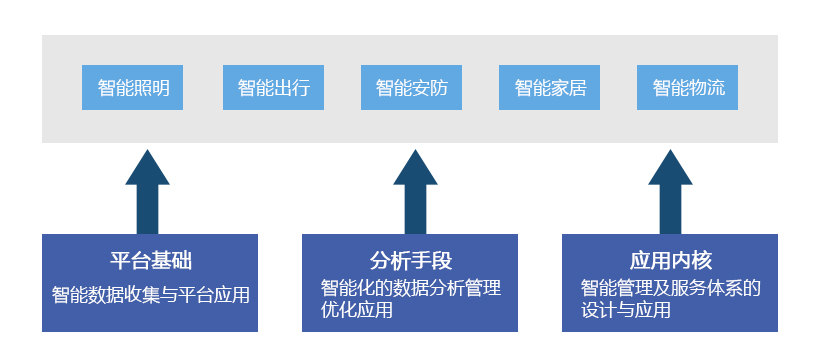 智能照明
智能出行
智能安防
智能家居
智能物流
平台基础
智能数据收集与平台应用
分析手段
智能化的数据分析管理
优化应用
应用内核
智能管理及服务体系的
设计与应用